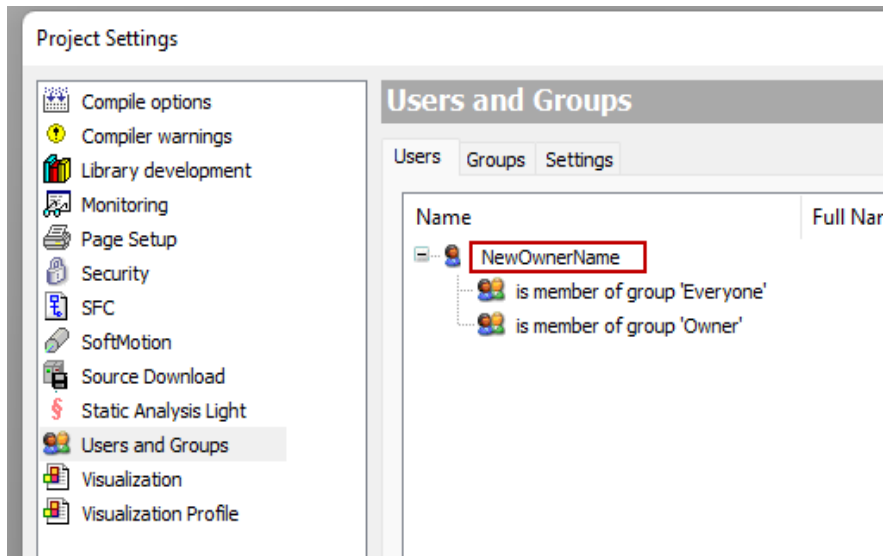 Project Settings
Compile options
Compiler warnings
Library development
Monitoring
Page Setup
Security
SFC
SoftMotion
Source Download
Static Analysis Light
Users and Groups
Visualization
Visualization Profile
Users and Groups
Users Groups Settings
Name Full Nar
NewOwnerName
is member of group 'Everyone'
is member of group 'Owner'